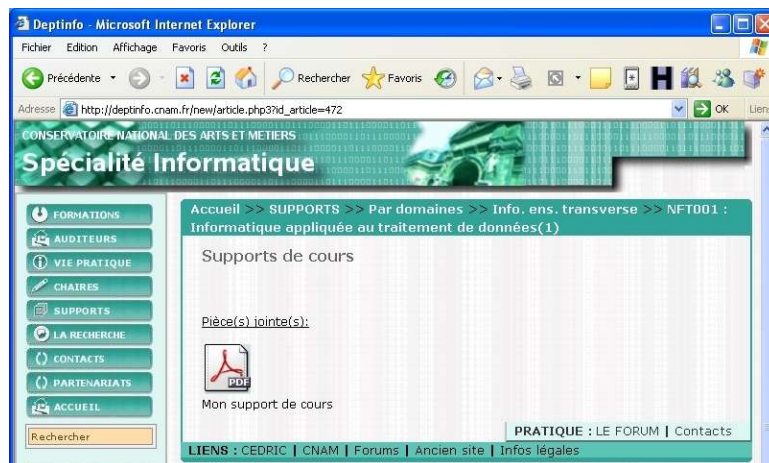 Deptinfo - Microsoft Internet Explorer
Fichier Edition Affichage Favoris Outils ?
Précédente Rechercher Favoris
Adresse http://deptinfo.cnam.fr/new/article.php3?id_article=472 OK Liens
CONSERVATOIRE NATIONAL DES ARTS ET METIERS
Spécialité Informatique
FORMATIONS
AUDITEURS
VIE PRATIQUE
CHAIRES
SUPPORTS
LA RECHERCHE
CONTACTS
PARTENARIATS
ACCUEIL
Rechercher
Accueil >> SUPPORTS >> Par domaines >> Info. ens. transverse >> NFT001 :
Informatique appliquée au traitement de données(1)
Supports de cours
Pièce(s) jointe(s):
PDF
Mon support de cours
PRATIQUE : LE FORUM | Contacts
LIENS : CEDRIC | CNAM | Forums | Ancien site | Infos légales